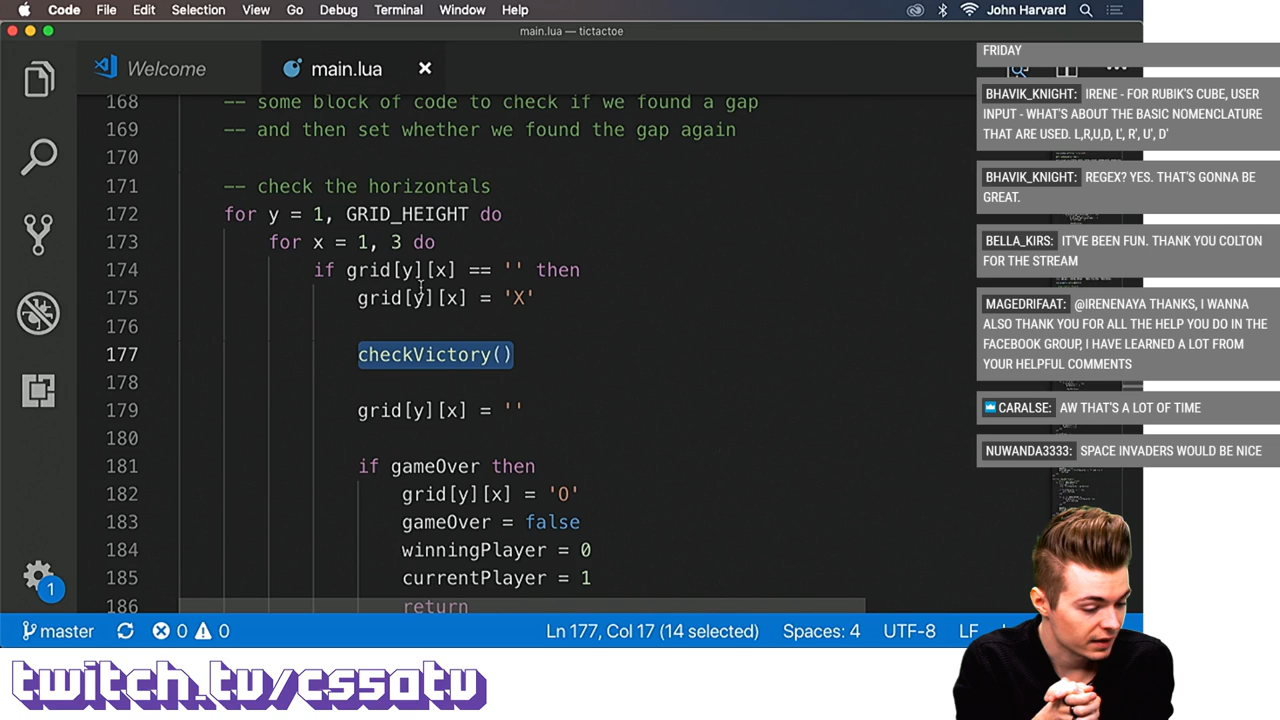 Code File Edit Selection View Go Debug Terminal Window Help John Harvard
main.lua — tictactoe
Welcome main.lua
168 -- some block of code to check if we found a gap
169 -- and then set whether we found the gap again
170
171 -- check the horizontals
172 for y = 1, GRID_HEIGHT do
173 for x = 1, 3 do
174 if grid[y][x] == '' then
175 grid[y][x] = 'X'
176
177 checkVictory()
178
179 grid[y][x] = ''
180
181 if gameOver then
182 grid[y][x] = 'O'
183 gameOver = false
184 winningPlayer = 0
185 currentPlayer = 1
186 return
1
master 0 0 Ln 177, Col 17 (14 selected) Spaces: 4 UTF-8 LF
FRIDAY
BHAVIK_KNIGHT: IRENE - FOR RUBIK'S CUBE, USER
INPUT - WHAT'S ABOUT THE BASIC NOMENCLATURE
THAT ARE USED. L,R,U,D, L', R', U', D'
BHAVIK_KNIGHT: REGEX? YES. THAT'S GONNA BE
GREAT.
BELLA_KIRS: IT'VE BEEN FUN. THANK YOU COLTON
FOR THE STREAM
MAGEDRIFAAT: @IRENENAYA THANKS, I WANNA
ALSO THANK YOU FOR ALL THE HELP YOU DO IN THE
FACEBOOK GROUP, I HAVE LEARNED A LOT FROM
YOUR HELPFUL COMMENTS
CARALSE: AW THAT'S A LOT OF TIME
NUWANDA3333: SPACE INVADERS WOULD BE NICE
twitch.tv/cs50tv